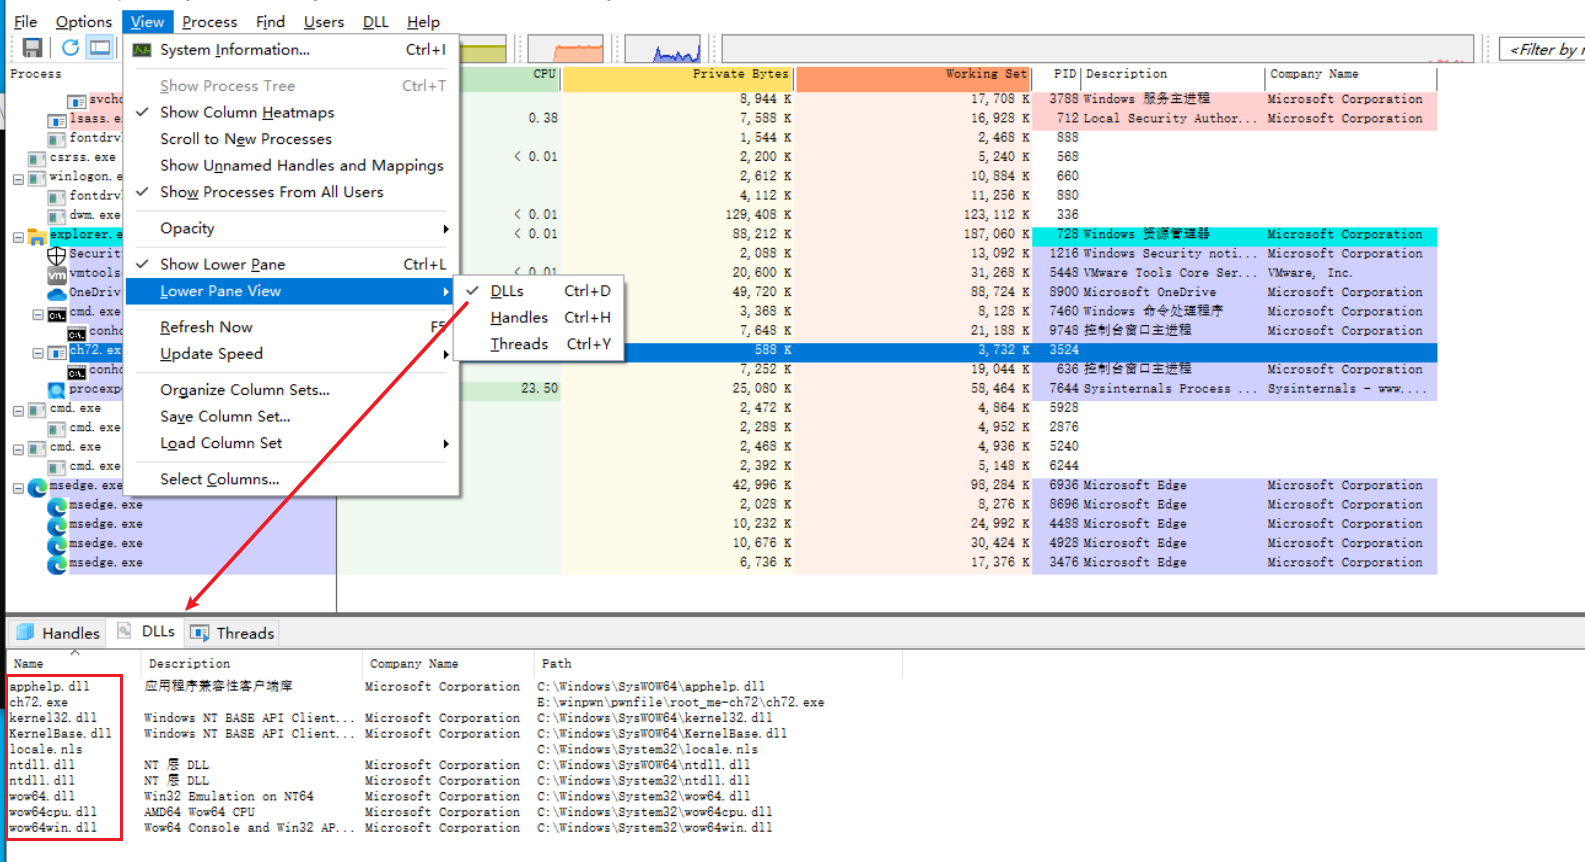 File Options View Process Find Users DLL Help
<Filter by
System Information... Ctrl+I
Show Process Tree Ctrl+T
Show Column Heatmaps
Scroll to New Processes
Show Unnamed Handles and Mappings
Show Processes From All Users
Opacity
Show Lower Pane Ctrl+L
Lower Pane View
Refresh Now F5
Update Speed
Organize Column Sets...
Save Column Set...
Load Column Set
Select Columns...
DLLs Ctrl+D
Handles Ctrl+H
Threads Ctrl+Y
Process CPU Private Bytes Working Set PID Description Company Name
svcho 8,944 K 17,708 K 3788 Windows 服务主进程 Microsoft Corporation
lsass.e 0.38 7,588 K 16,928 K 712 Local Security Author... Microsoft Corporation
fontdrv 1,544 K 2,468 K 888
csrss.exe < 0.01 2,200 K 5,240 K 568
winlogon.e 2,612 K 10,884 K 660
fontdrv 4,112 K 11,256 K 880
dwm.exe < 0.01 129,408 K 123,112 K 336
explorer.e < 0.01 88,212 K 187,060 K 728 Windows 资源管理器 Microsoft Corporation
Securit 2,088 K 13,092 K 1216 Windows Security noti... Microsoft Corporation
vm vmtools < 0.01 20,600 K 31,268 K 5448 VMware Tools Core Ser... VMware, Inc.
OneDriv 49,720 K 88,724 K 8900 Microsoft OneDrive Microsoft Corporation
cmd.exe 3,368 K 8,128 K 7460 Windows 命令处理程序 Microsoft Corporation
conho 7,648 K 21,188 K 9748 控制台窗口主进程 Microsoft Corporation
ch72.ex 588 K 3,732 K 3524
conho 7,252 K 19,044 K 636 控制台窗口主进程 Microsoft Corporation
procexp 23.50 25,080 K 58,464 K 7644 Sysinternals Process ... Sysinternals - www....
cmd.exe 2,472 K 4,864 K 5928
cmd.exe 2,288 K 4,952 K 2876
cmd.exe 2,468 K 4,936 K 5240
cmd.exe 2,392 K 5,148 K 6244
msedge.exe 42,996 K 98,284 K 6936 Microsoft Edge Microsoft Corporation
msedge.exe 2,028 K 8,276 K 8696 Microsoft Edge Microsoft Corporation
msedge.exe 10,232 K 24,992 K 4488 Microsoft Edge Microsoft Corporation
msedge.exe 10,676 K 30,424 K 4928 Microsoft Edge Microsoft Corporation
msedge.exe 6,736 K 17,376 K 3476 Microsoft Edge Microsoft Corporation
Handles DLLs Threads
Name Description Company Name Path
apphelp.dll 应用程序兼容性客户端库 Microsoft Corporation C:\Windows\SysWOW64\apphelp.dll
ch72.exe E:\winpwn\pwnfile\root_me-ch72\ch72.exe
kernel32.dll Windows NT BASE API Client... Microsoft Corporation C:\Windows\SysWOW64\kernel32.dll
KernelBase.dll Windows NT BASE API Client... Microsoft Corporation C:\Windows\SysWOW64\KernelBase.dll
locale.nls C:\Windows\System32\locale.nls
ntdll.dll NT 层 DLL Microsoft Corporation C:\Windows\SysWOW64\ntdll.dll
ntdll.dll NT 层 DLL Microsoft Corporation C:\Windows\System32\ntdll.dll
wow64.dll Win32 Emulation on NT64 Microsoft Corporation C:\Windows\System32\wow64.dll
wow64cpu.dll AMD64 Wow64 CPU Microsoft Corporation C:\Windows\System32\wow64cpu.dll
wow64win.dll Wow64 Console and Win32 AP... Microsoft Corporation C:\Windows\System32\wow64win.dll